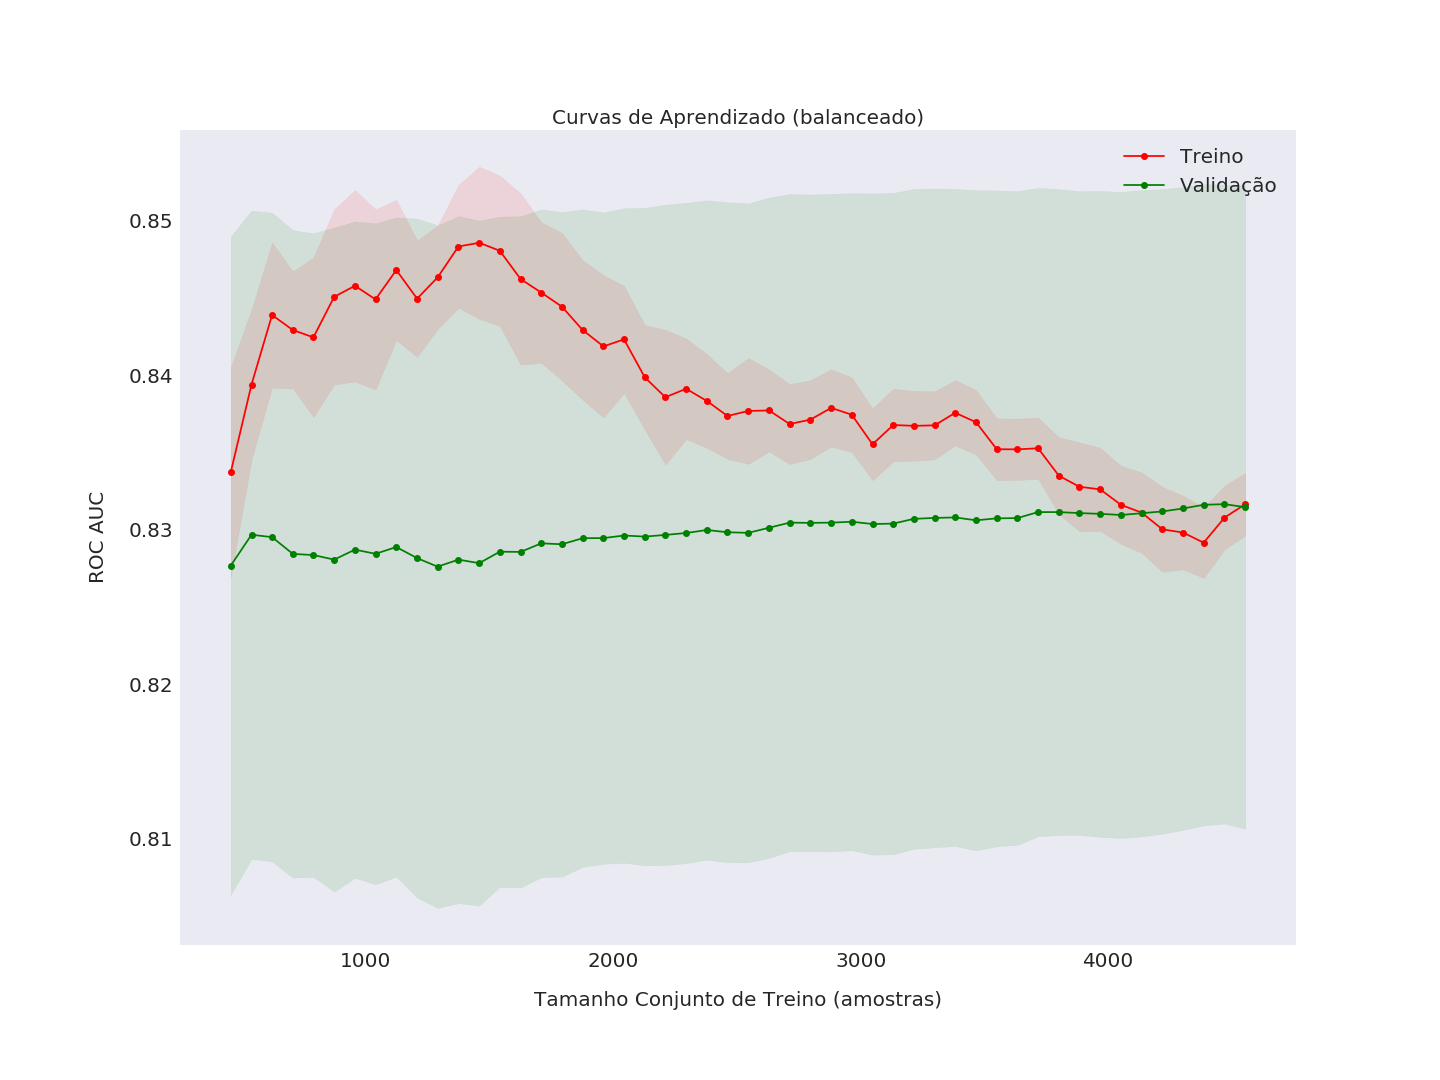 Curvas de Aprendizado (balanceado)
Treino
Validação
0.85
0.84
0.83
0.82
0.81
ROC AUC
1000
2000
3000
4000
Tamanho Conjunto de Treino (amostras)